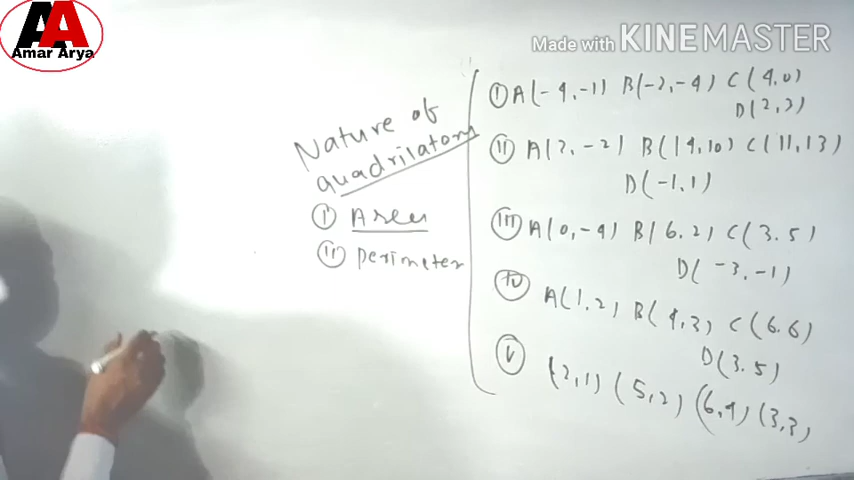 AA
Amar Arya
Made with KINEMASTER
Nature of
quadrilatory
(i) Area
(ii) perimeter
(i) A(-4,-1) B(-2,-4) C(4,0)
D(2,3)
(ii) A(2,-2) B(14,10) C(11,13)
D(-1,1)
(iii) A(0,-4) B(6.2) C(3.5)
D(-3,-1)
(iv) A(1.2) B(4,3) C(6.6)
D(3.5)
(v) (2,1) (5,2) (6,4) (3,3)